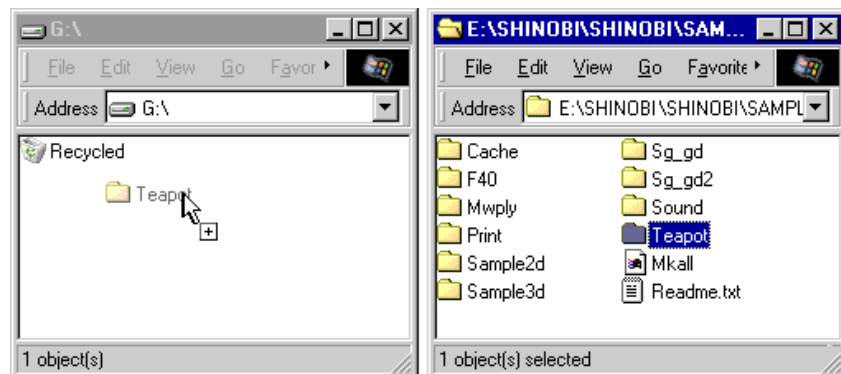 G:\
File Edit View Go Favor
Address G:\
Recycled
Teapot
1 object(s)
E:\SHINOBI\SHINOBI\SAM...
File Edit View Go Favorite
Address E:\SHINOBI\SHINOBI\SAMPL
Cache
F40
Mwply
Print
Sample2d
Sample3d
Sg_gd
Sg_gd2
Sound
Teapot
Mkall
Readme.txt
1 object(s) selected